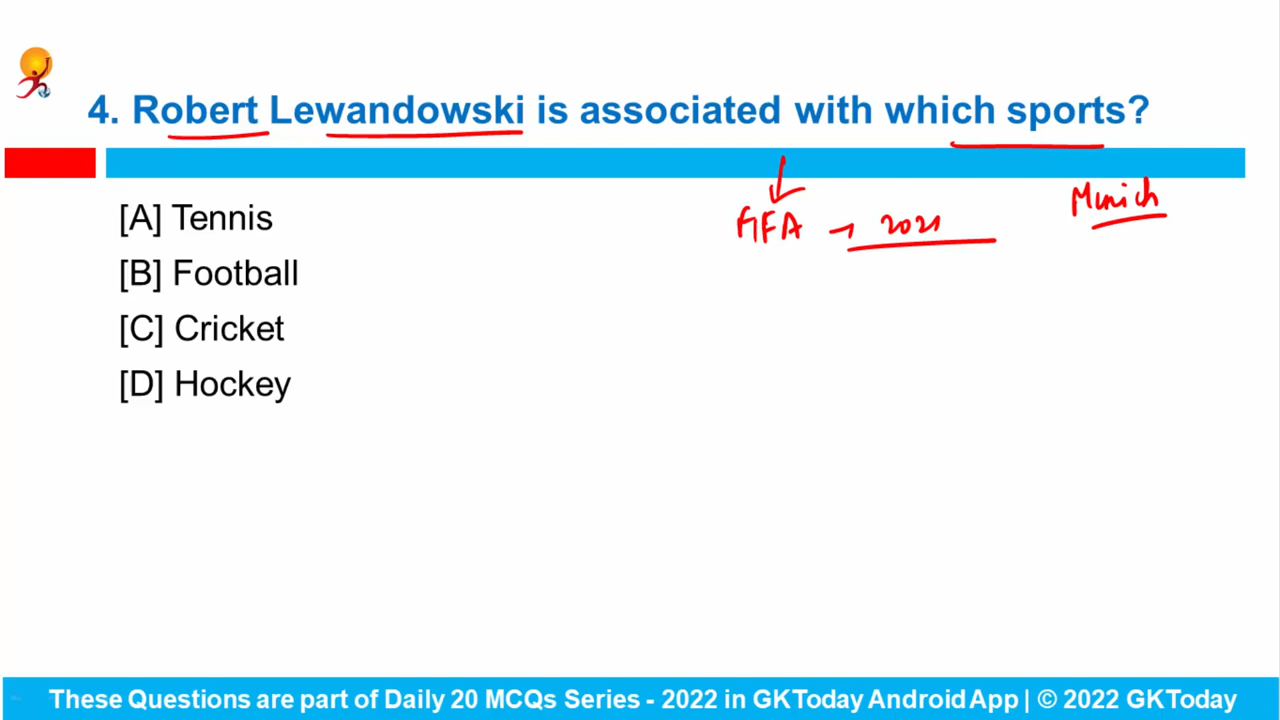 4. Robert Lewandowski is associated with which sports?
Munich
FIFA → 2021
[A] Tennis
[B] Football
[C] Cricket
[D] Hockey
These Questions are part of Daily 20 MCQs Series - 2022 in GKToday Android App | © 2022 GKToday